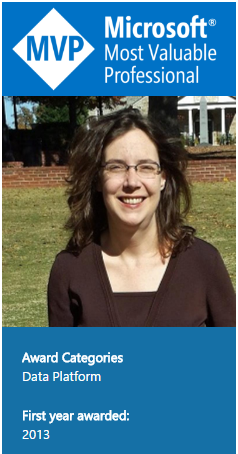 MVP
Microsoft®
Most Valuable
Professional
Award Categories
Data Platform
First year awarded:
2013